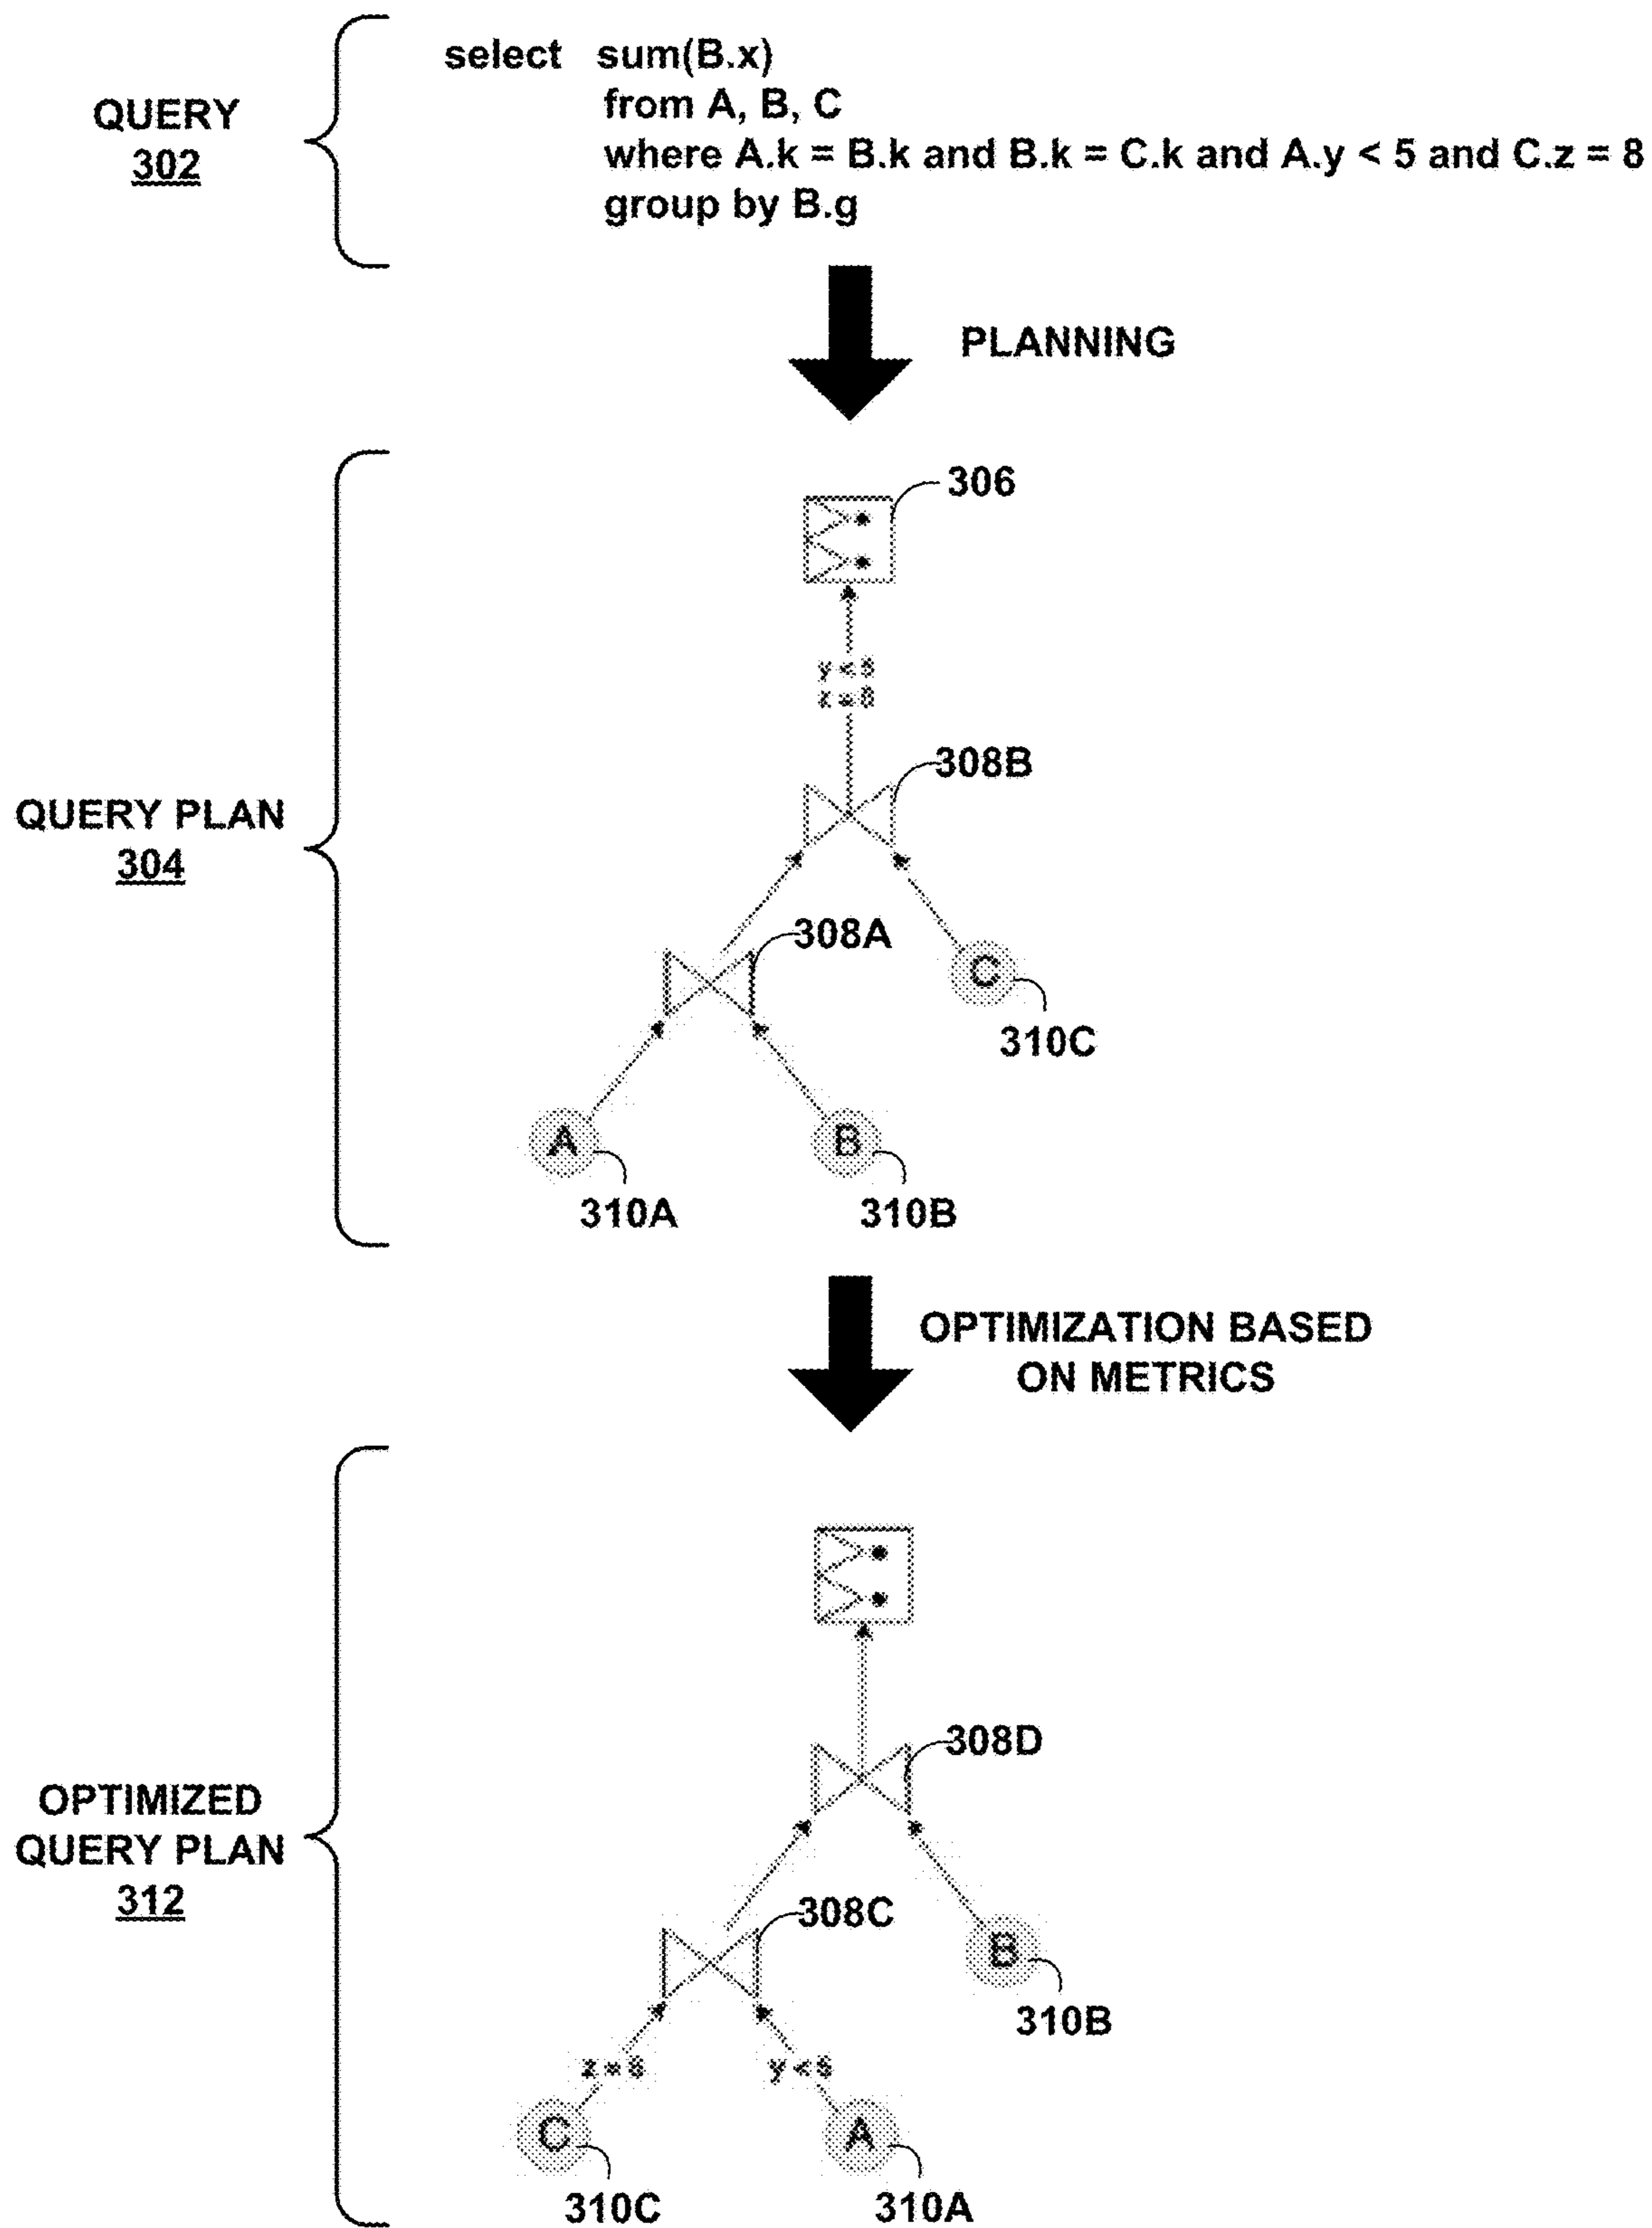 QUERY
302
select sum(B.x)
from A, B, C
where A.k = B.k and B.k = C.k and A.y < 5 and C.z = 8
group by B.g
PLANNING
QUERY PLAN
304
306
y < 5
z = 8
308B
308A
C
310C
A
B
310A
310B
OPTIMIZATION BASED
ON METRICS
OPTIMIZED
QUERY PLAN
312
308D
308C
B
310B
z = 8
y < 5
C
A
310C
310A